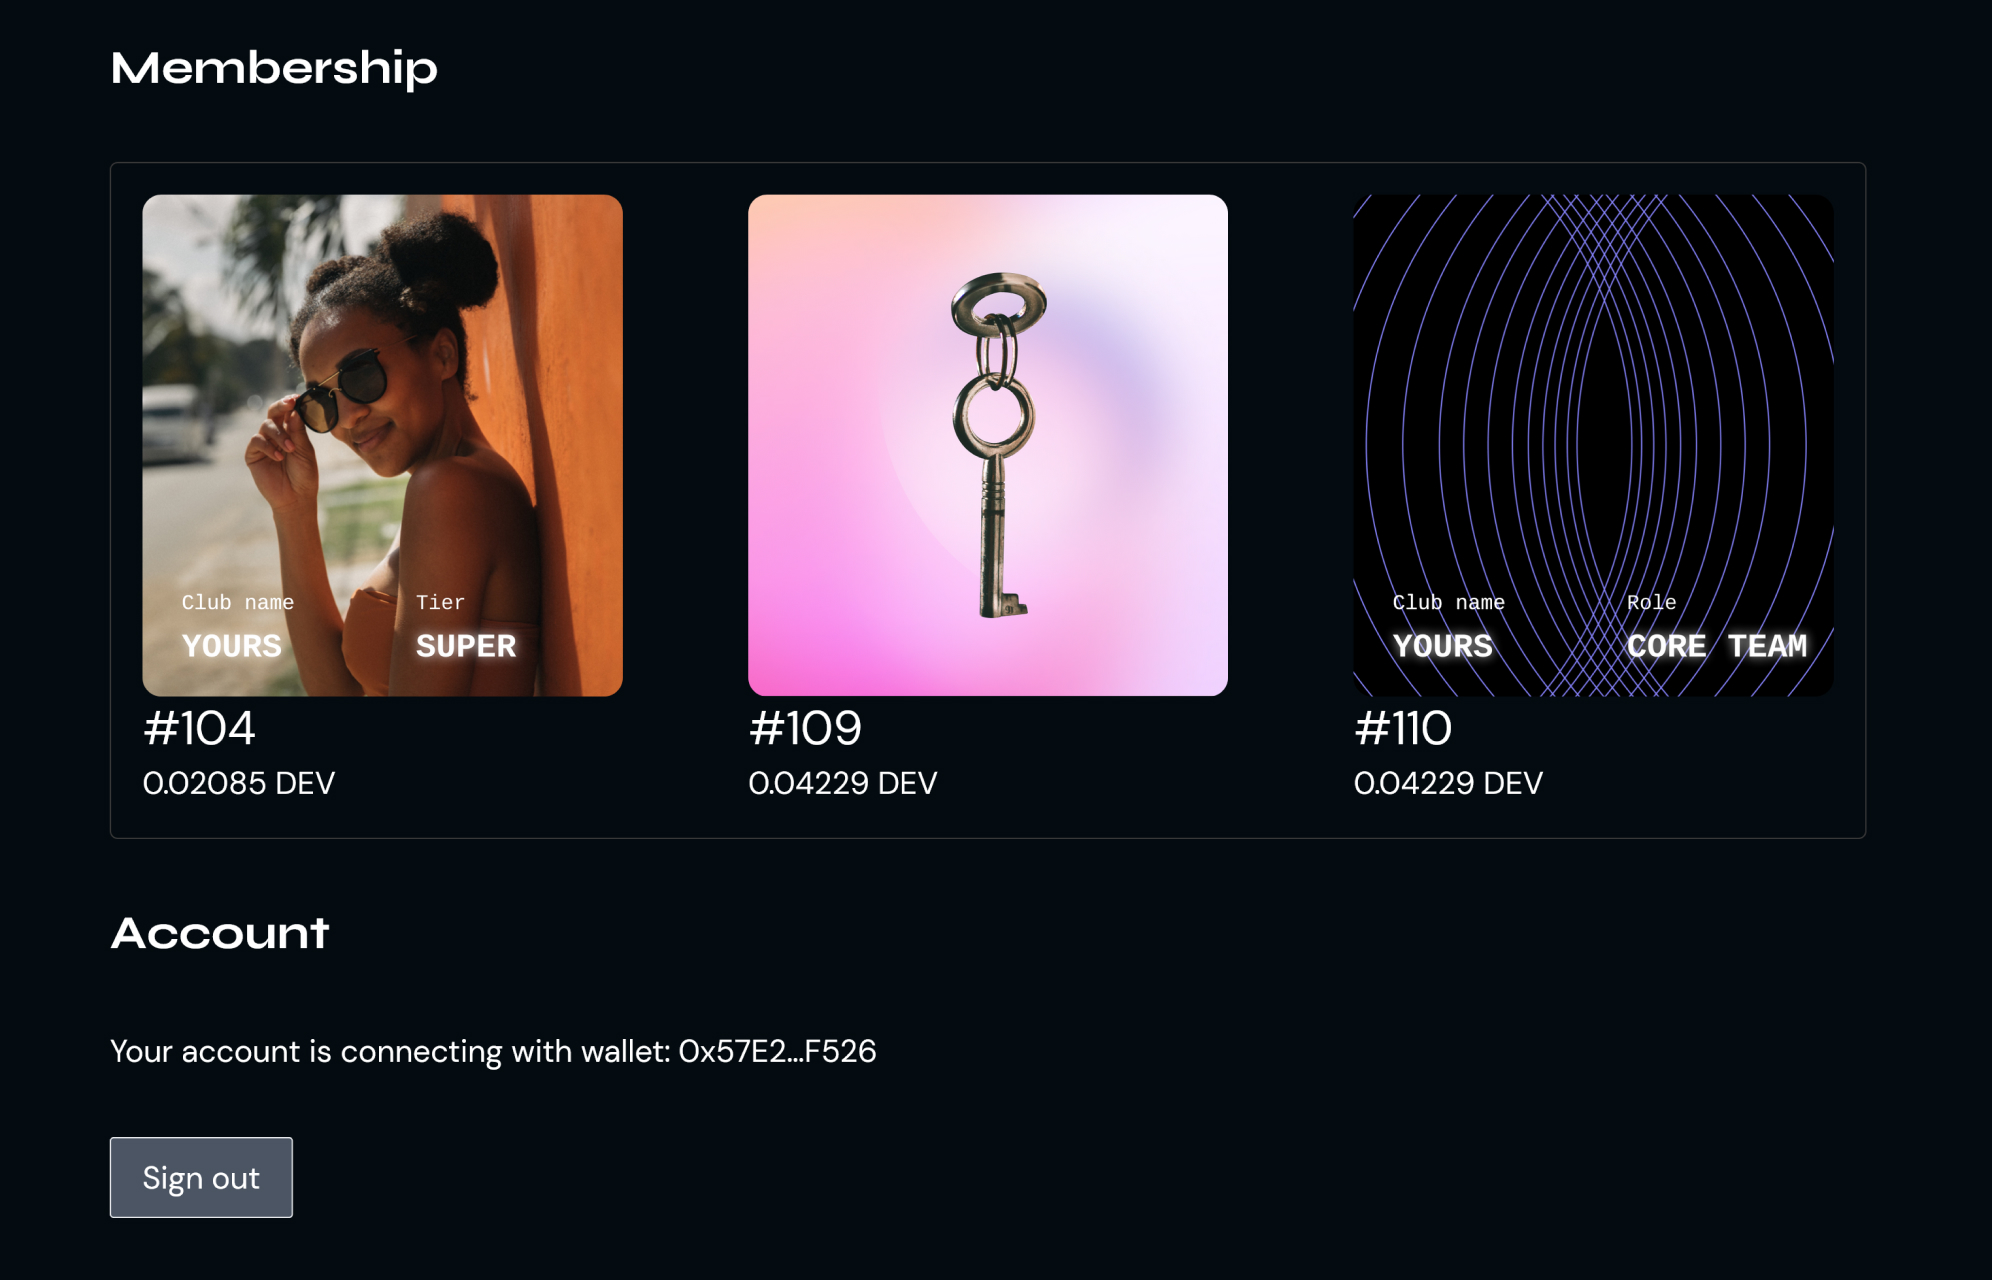 Membership
Club name
Tier
YOURS
SUPER
#104
0.02085 DEV
#109
0.04229 DEV
Club name
Role
YOURS
CORE TEAM
#110
0.04229 DEV
Account
Your account is connecting with wallet: 0x57E2...F526
Sign out